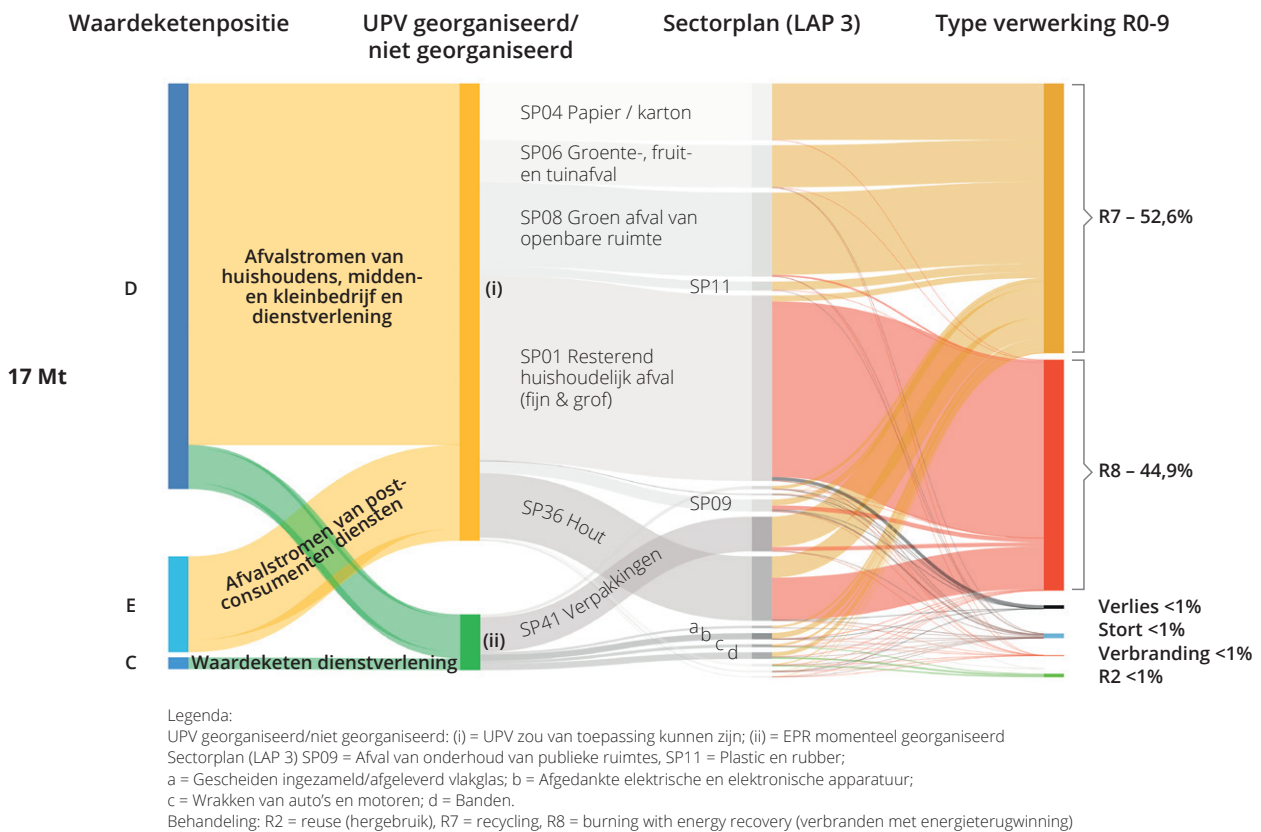 Waardeketenpositie
UPV georganiseerd/
niet georganiseerd
Sectorplan (LAP 3)
Type verwerking R0-9
17 Mt
D
E
C
Afvalstromen van
huishoudens, midden-
en kleinbedrijf en
dienstverlening
Afvalstromen van post-
consumenten diensten
Waardeketen dienstverlening
(i)
(ii)
SP04 Papier / karton
SP06 Groente-, fruit-
en tuinafval
SP08 Groen afval van
openbare ruimte
SP11
SP01 Resterend
huishoudelijk afval
(fijn & grof)
SP09
SP36 Hout
SP41 Verpakkingen
a
b
c
d
R7 – 52,6%
R8 – 44,9%
Verlies <1%
Stort <1%
Verbranding <1%
R2 <1%
Legenda:
UPV georganiseerd/niet georganiseerd: (i) = UPV zou van toepassing kunnen zijn; (ii) = EPR momenteel georganiseerd
Sectorplan (LAP 3) SP09 = Afval van onderhoud van publieke ruimtes, SP11 = Plastic en rubber;
a = Gescheiden ingezameld/afgeleverd vlakglas; b = Afgedankte elektrische en elektronische apparatuur;
c = Wrakken van auto's en motoren; d = Banden.
Behandeling: R2 = reuse (hergebruik), R7 = recycling, R8 = burning with energy recovery (verbranden met energieterugwinning)